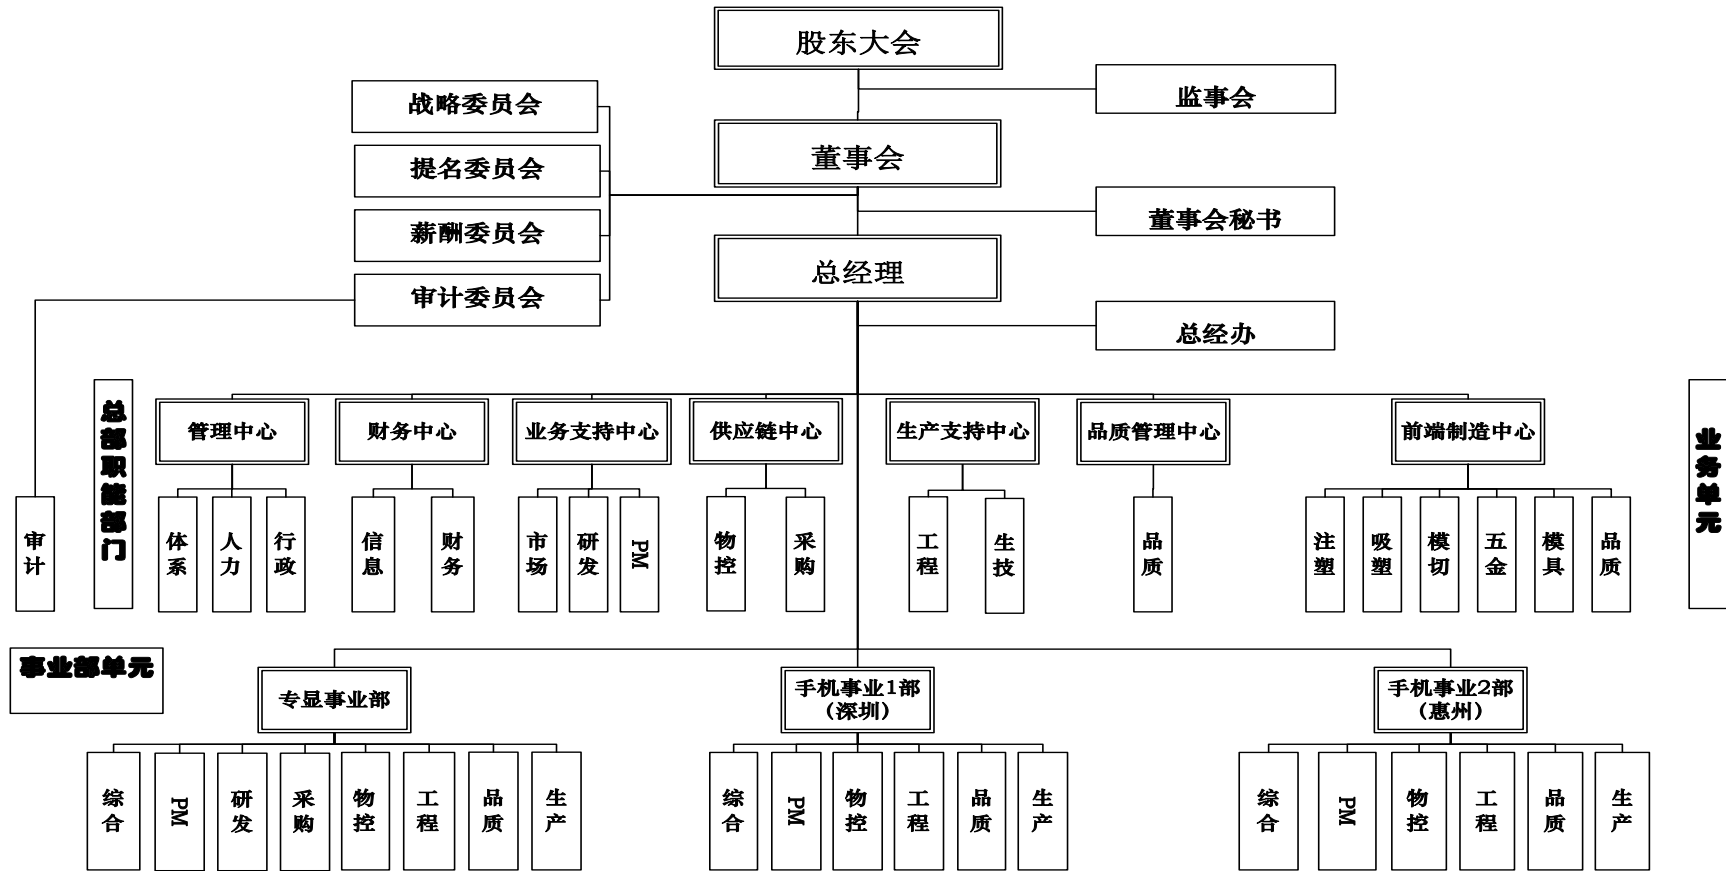 股东大会
监事会
战略委员会
董事会
提名委员会
董事会秘书
薪酬委员会
总经理
审计委员会
总经办
总部职能部门
管理中心
财务中心
业务支持中心
供应链中心
生产支持中心
品质管理中心
前端制造中心
业务单元
审计
体系
人力
行政
信息
财务
市场
研发
PM
物控
采购
工程
生技
品质
注塑
吸塑
模切
五金
模具
品质
事业部单元
专显事业部
手机事业1部
（深圳）
手机事业2部
（惠州）
综合
PM
研发
采购
物控
工程
品质
生产
综合
PM
物控
工程
品质
生产
综合
PM
物控
工程
品质
生产